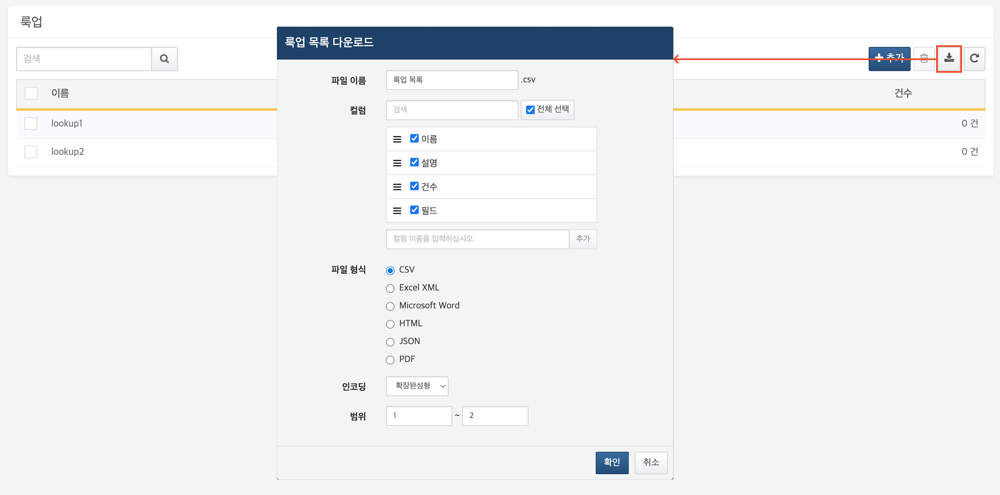 룩업
검색
추가
이름
건수
lookup1
0 건
lookup2
0 건
룩업 목록 다운로드
파일 이름
룩업 목록
.csv
컬럼
검색
전체 선택
이름
설명
건수
필드
컬럼 이름을 입력하십시오.
추가
파일 형식
CSV
Excel XML
Microsoft Word
HTML
JSON
PDF
인코딩
확장완성형
범위
1 ~ 2
확인
취소